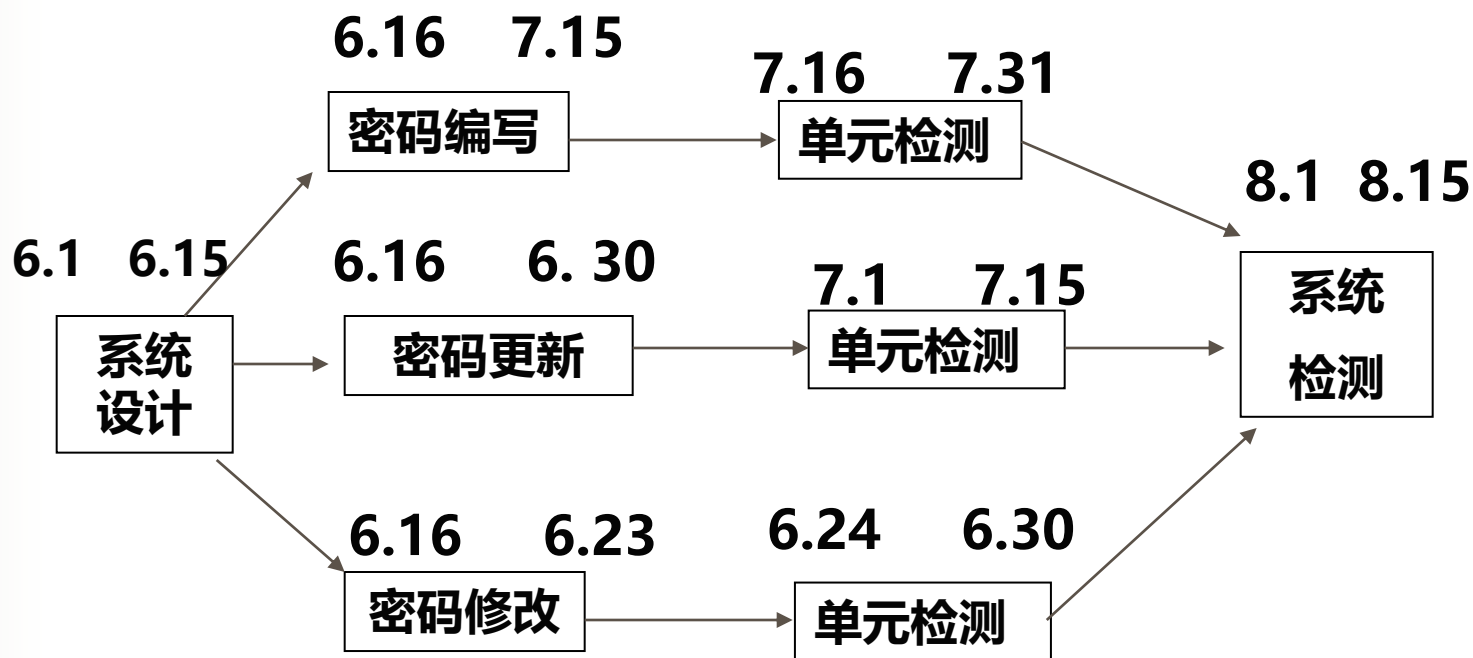 6.16 7.15
7.16 7.31
密码编写
单元检测
8.1 8.15
6.1 6.15
6.16 6. 30
7.1 7.15
系统
设计
密码更新
单元检测
系统
检测
6.16 6.23
6.24 6.30
密码修改
单元检测